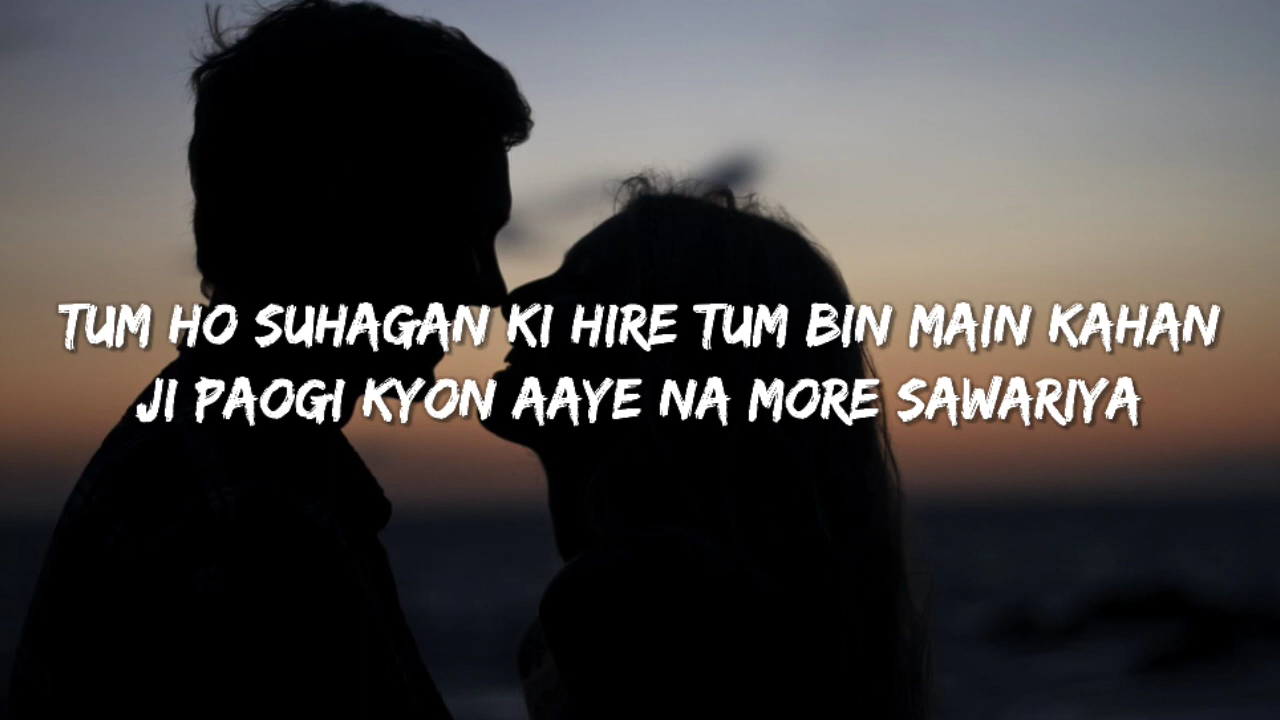 TUM HO SUHAGAN KI HIRE TUM BIN MAIN KAHAN
JI PAOGI KYON AAYE NA MORE SAWARIYA